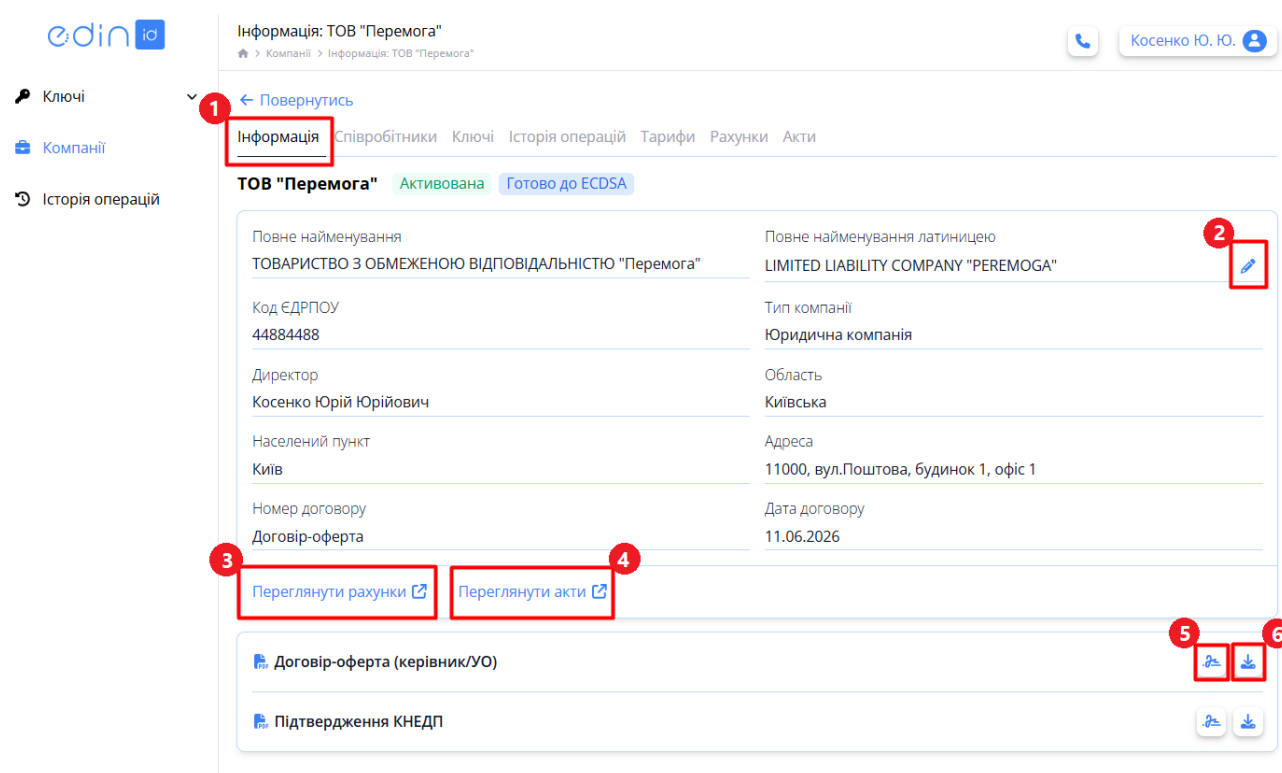 edin id
Інформація: ТОВ "Перемога"
Компанії > Інформація: ТОВ "Перемога"
Косенко Ю. Ю.
Ключі
Компанії
Історія операцій
← Повернутись
1
Інформація Співробітники Ключі Історія операцій Тарифи Рахунки Акти
ТОВ "Перемога" Активована Готово до ECDSA
Повне найменування
ТОВАРИСТВО З ОБМЕЖЕНОЮ ВІДПОВІДАЛЬНІСТЮ "Перемога"
Повне найменування латиницею
2
LIMITED LIABILITY COMPANY "PEREMOGA"
Код ЄДРПОУ
44884488
Тип компанії
Юридична компанія
Директор
Косенко Юрій Юрійович
Область
Київська
Населений пункт
Київ
Адреса
11000, вул.Поштова, будинок 1, офіс 1
Номер договору
Договір-оферта
Дата договору
11.06.2026
3
Переглянути рахунки
4
Переглянути акти
5
6
PDF Договір-оферта (керівник/УО)
PDF Підтвердження КНЕДП